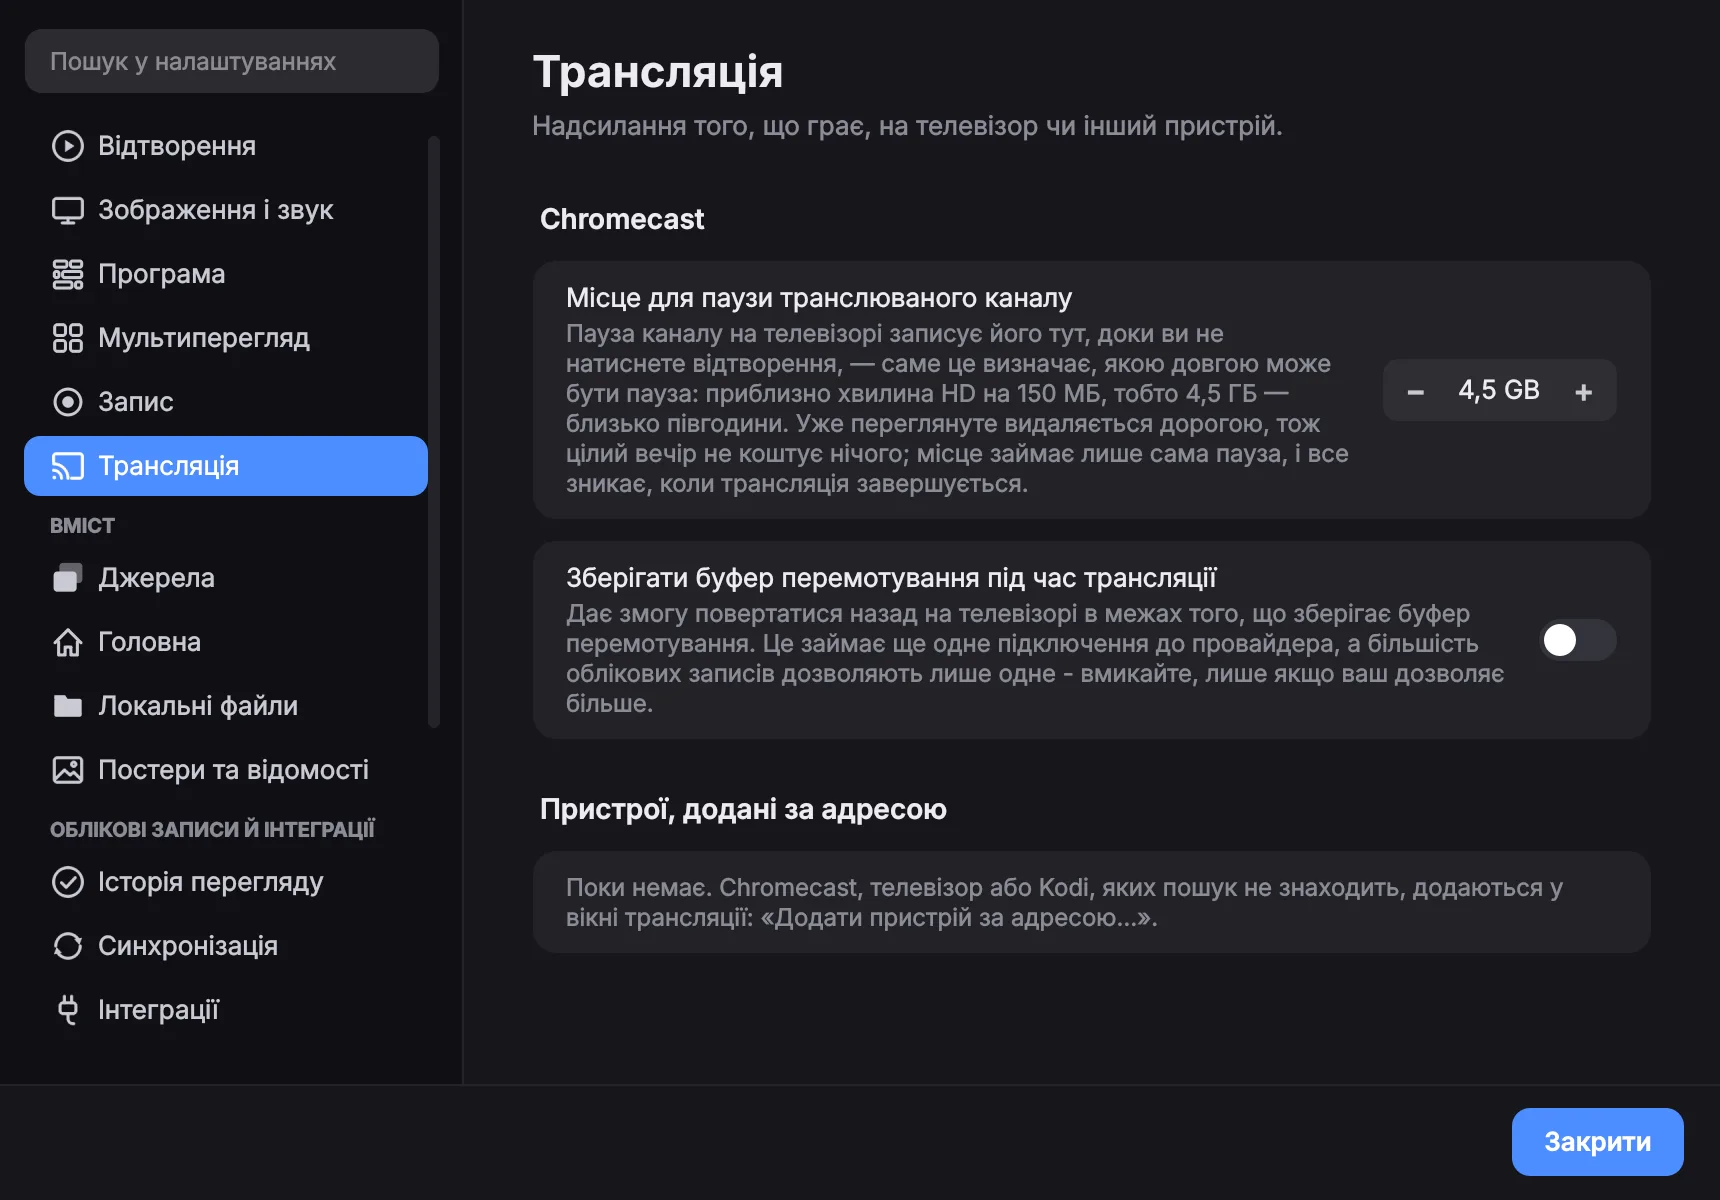 Пошук у налаштуваннях
Відтворення
Зображення і звук
Програма
Мультиперегляд
Запис
Трансляція
ВМІСТ
Джерела
Головна
Локальні файли
Постери та відомості
ОБЛІКОВІ ЗАПИСИ Й ІНТЕГРАЦІЇ
Історія перегляду
Синхронізація
Інтеграції
Трансляція
Надсилання того, що грає, на телевізор чи інший пристрій.
Chromecast
Місце для паузи транслюваного каналу
Пауза каналу на телевізорі записує його тут, доки ви не
натиснете відтворення, — саме це визначає, якою довгою може
бути пауза: приблизно хвилина HD на 150 МБ, тобто 4,5 ГБ —
близько півгодини. Уже переглянуте видаляється дорогою, тож
цілий вечір не коштує нічого; місце займає лише сама пауза, і все
зникає, коли трансляція завершується.
− 4,5 GB +
Зберігати буфер перемотування під час трансляції
Дає змогу повертатися назад на телевізорі в межах того, що зберігає буфер
перемотування. Це займає ще одне підключення до провайдера, а більшість
облікових записів дозволяють лише одне - вмикайте, лише якщо ваш дозволяє
більше.
Пристрої, додані за адресою
Поки немає. Chromecast, телевізор або Kodi, яких пошук не знаходить, додаються у
вікні трансляції: «Додати пристрій за адресою...».
Закрити